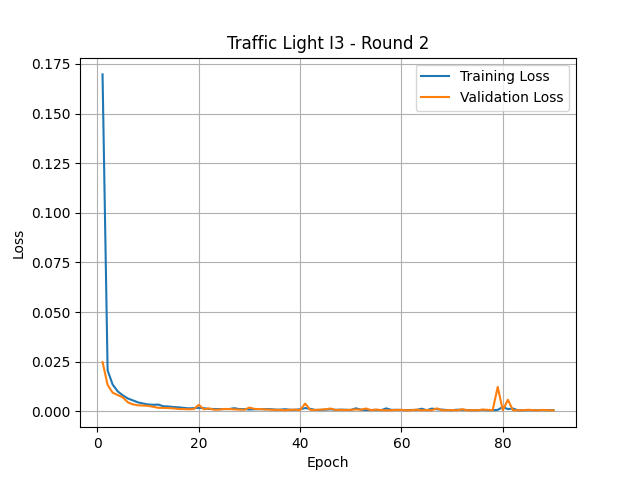 Traffic Light I3 - Round 2
Training Loss
Validation Loss
0.175
0.150
0.125
0.100
0.075
0.050
0.025
0.000
Loss
0 20 40 60 80
Epoch